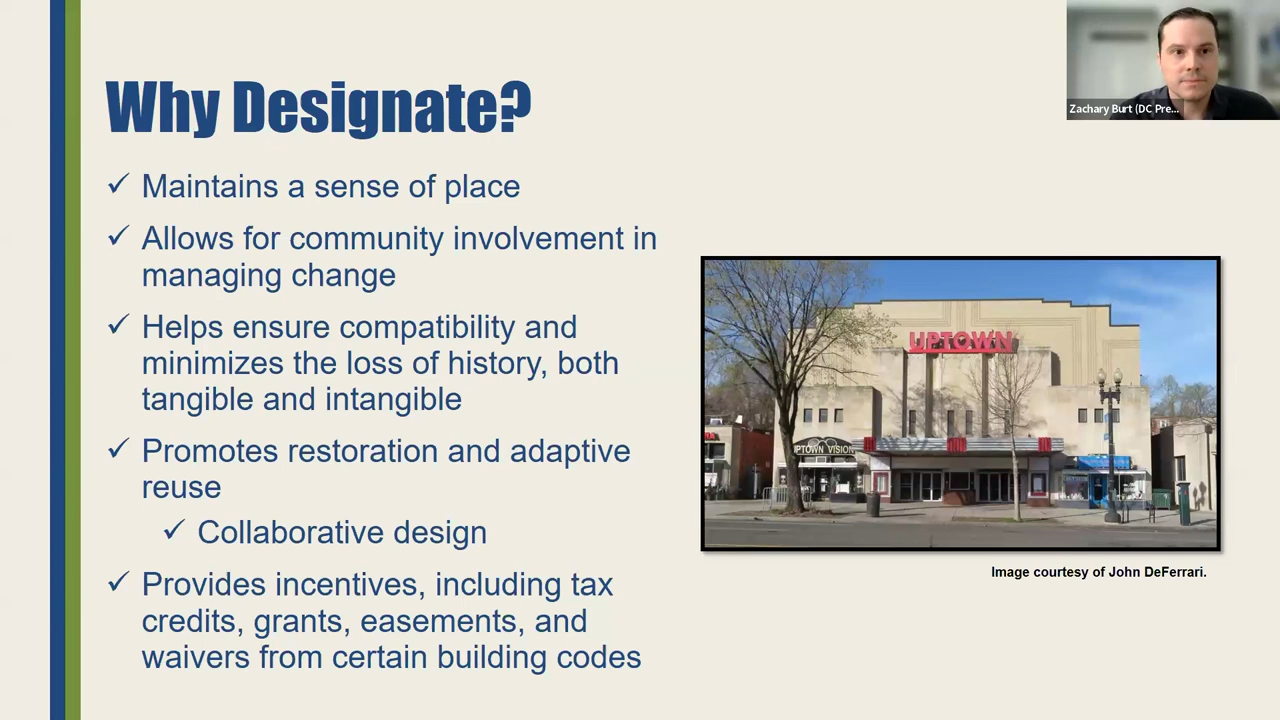 Why Designate?
Zachary Burt (DC Pre...
✓ Maintains a sense of place
✓ Allows for community involvement in
managing change
✓ Helps ensure compatibility and
minimizes the loss of history, both
tangible and intangible
✓ Promotes restoration and adaptive
reuse
✓ Collaborative design
✓ Provides incentives, including tax
credits, grants, easements, and
waivers from certain building codes
UPTOWN
UPTOWN VISION
Image courtesy of John DeFerrari.